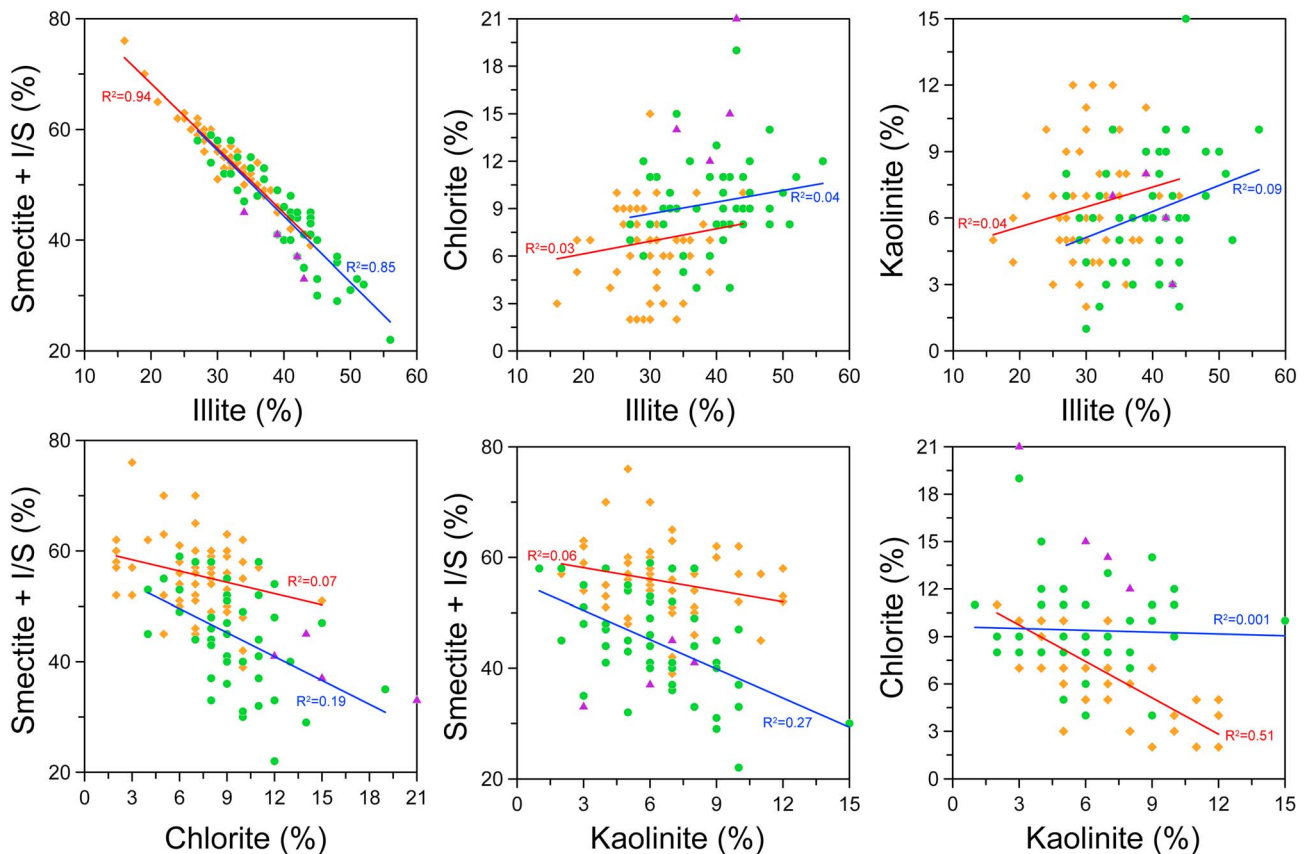 80
60
40
20
Smectite + I/S (%)
R²=0.94
R²=0.85
10 20 30 40 50 60
Illite (%)
21
18
15
12
9
6
3
0
Chlorite (%)
R²=0.04
R²=0.03
10 20 30 40 50 60
Illite (%)
15
12
9
6
3
0
Kaolinite (%)
R²=0.09
R²=0.04
10 20 30 40 50 60
Illite (%)
80
60
40
20
Smectite + I/S (%)
R²=0.07
R²=0.19
0 3 6 9 12 15 18 21
Chlorite (%)
80
60
40
20
Smectite + I/S (%)
R²=0.06
R²=0.27
0 3 6 9 12 15
Kaolinite (%)
21
18
15
12
9
6
3
0
Chlorite (%)
R²=0.001
R²=0.51
0 3 6 9 12 15
Kaolinite (%)